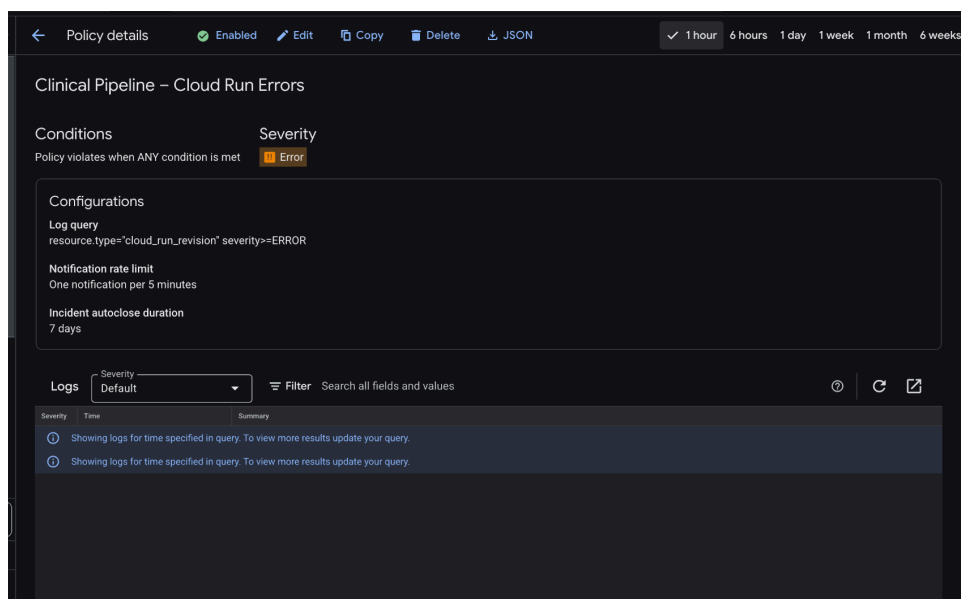 Policy details Enabled Edit Copy Delete JSON 1 hour 6 hours 1 day 1 week 1 month 6 weeks
Clinical Pipeline – Cloud Run Errors
Conditions Severity
Policy violates when ANY condition is met !! Error
Configurations
Log query
resource.type="cloud_run_revision" severity>=ERROR
Notification rate limit
One notification per 5 minutes
Incident autoclose duration
7 days
Severity
Logs Default Filter Search all fields and values
Severity Time Summary
Showing logs for time specified in query. To view more results update your query.
Showing logs for time specified in query. To view more results update your query.